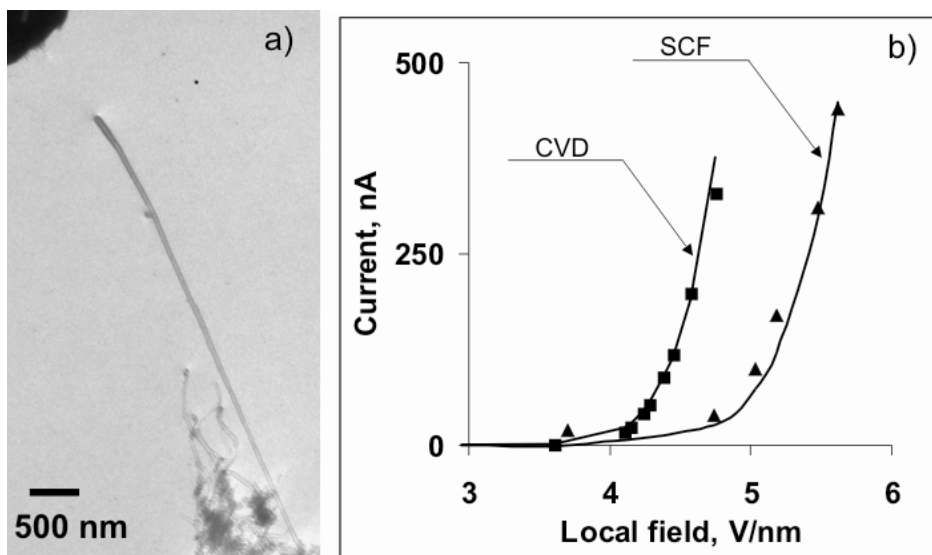 a)
500 nm
b)
SCF
CVD
500
250
0
3 4 5 6
Current, nA
Local field, V/nm